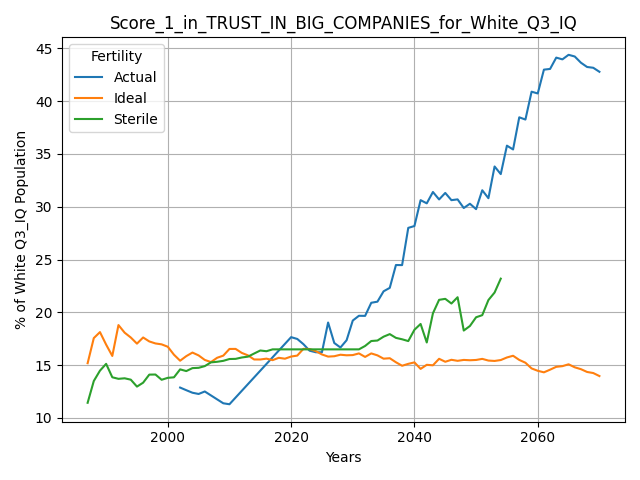 Score_1_in_TRUST_IN_BIG_COMPANIES_for_White_Q3_IQ
Fertility
Actual
Ideal
Sterile
% of White Q3_IQ Population
45
40
35
30
25
20
15
10
2000
2020
2040
2060
Years